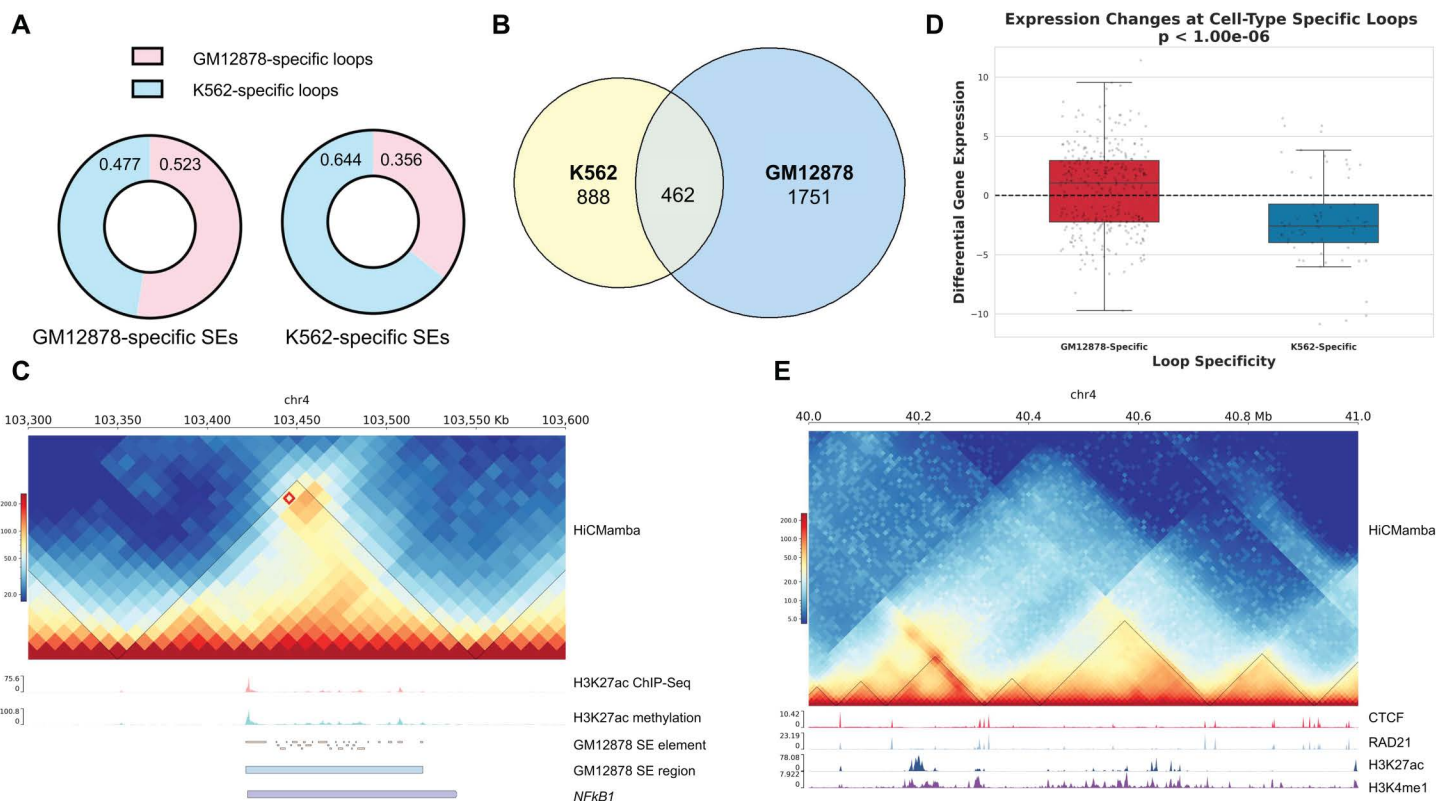 A
GM12878-specific loops
K562-specific loops
0.477 0.523
0.644 0.356
GM12878-specific SEs
K562-specific SEs
B
K562
888
462
GM12878
1751
D
Expression Changes at Cell-Type Specific Loops
p < 1.00e-06
Differential Gene Expression
10
5
0
−5
−10
GM12878-Specific
K562-Specific
Loop Specificity
C
chr4
103,300 103,350 103,400 103,450 103,500 103,550 Kb 103,600
200.0
100.0
50.0
20.0
HiCMamba
75.6
0
H3K27ac ChIP-Seq
100.8
0
H3K27ac methylation
GM12878 SE element
GM12878 SE region
NFkB1
E
chr4
40.0 40.2 40.4 40.6 40.8 Mb 41.0
200.0
100.0
50.0
20.0
10.0
5.0
HiCMamba
10.42
0
CTCF
23.19
0
RAD21
78.08
0
H3K27ac
7.922
0
H3K4me1